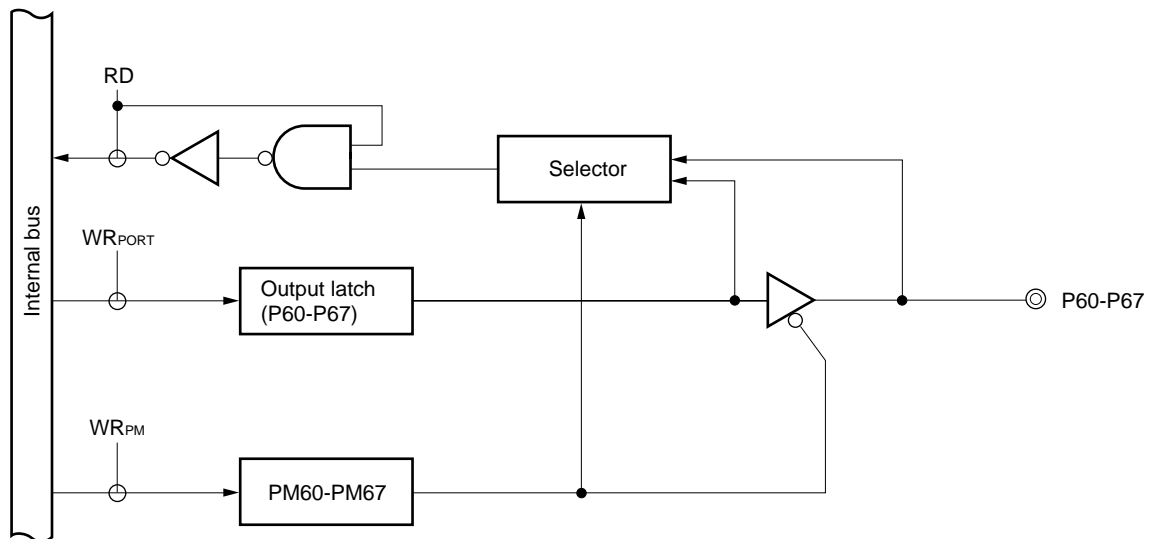 RD
Selector
Internal bus
WRPORT
Output latch
(P60-P67)
P60-P67
WRPM
PM60-PM67